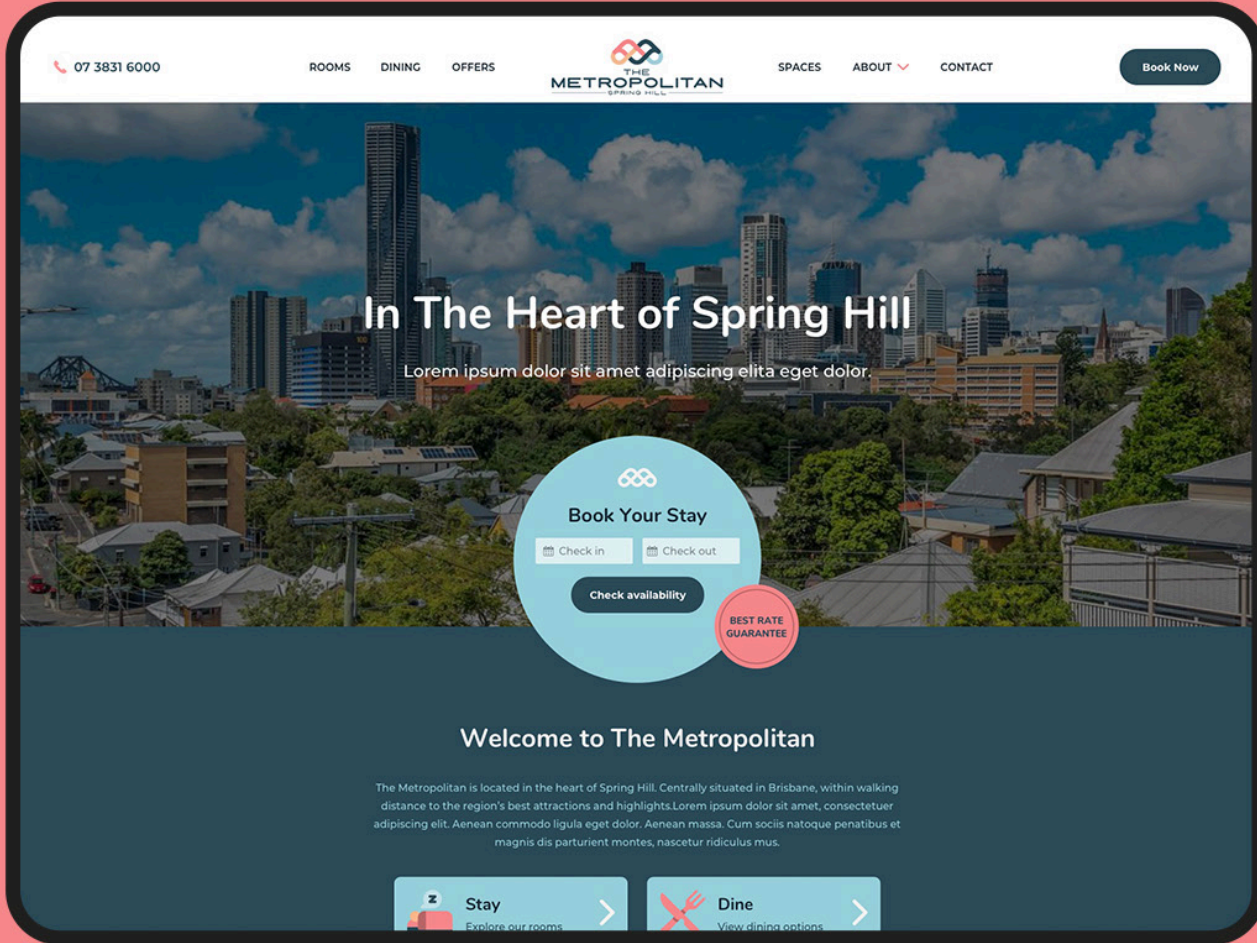 07 3831 6000
ROOMS
DINING
OFFERS
THE
METROPOLITAN
SPRING HILL
SPACES
ABOUT
CONTACT
Book Now
100
In The Heart of Spring Hill
Lorem ipsum dolor sit amet adipiscing elita eget dolor.
Book Your Stay
Check in
Check out
Check availability
BEST RATE
GUARANTEE
Welcome to The Metropolitan
The Metropolitan is located in the heart of Spring Hill. Centrally situated in Brisbane, within walking
distance to the region's best attractions and highlights.Lorem ipsum dolor sit amet, consectetuer
adipiscing elit. Aenean commodo ligula eget dolor. Aenean massa. Cum sociis natoque penatibus et
magnis dis parturient montes, nascetur ridiculus mus.
z
Stay
Explore our rooms
Dine
View dining options